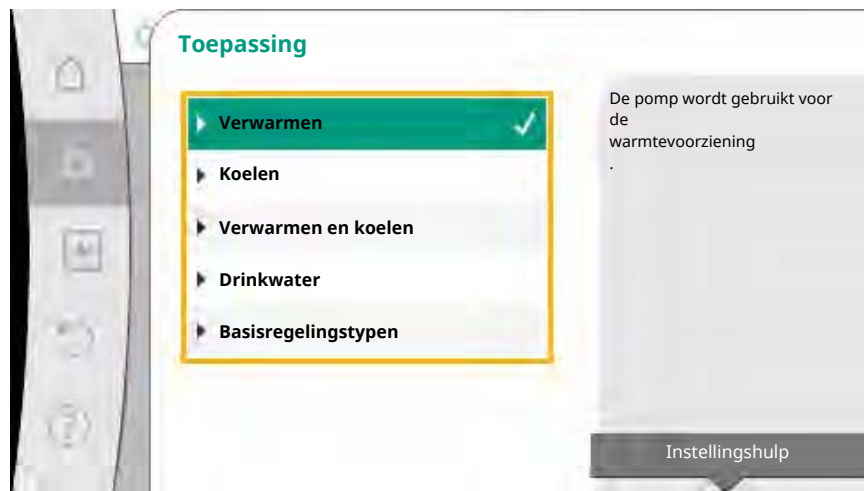 Toepassing
Verwarmen
Koelen
Verwarmen en koelen
Drinkwater
Basisregelingstypen
De pomp wordt gebruikt voor
de
warmtevoorziening
.
Instellingshulp